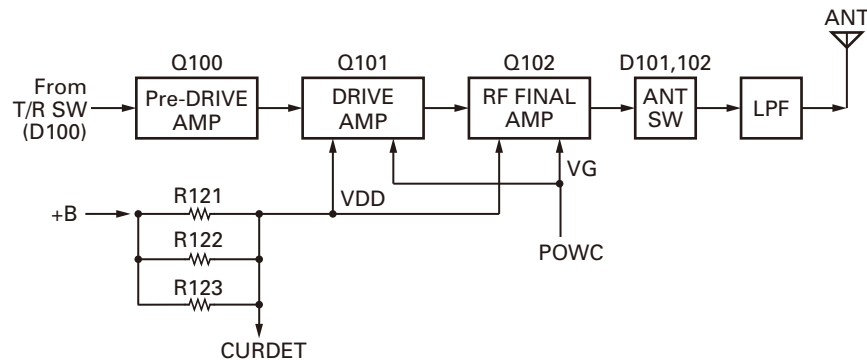 ANT
Q100
Q101
Q102
D101,102
From
T/R SW
(D100)
Pre-DRIVE
AMP
DRIVE
AMP
RF FINAL
AMP
ANT
SW
LPF
VG
R121
VDD
+B
R122
POWC
R123
CURDET